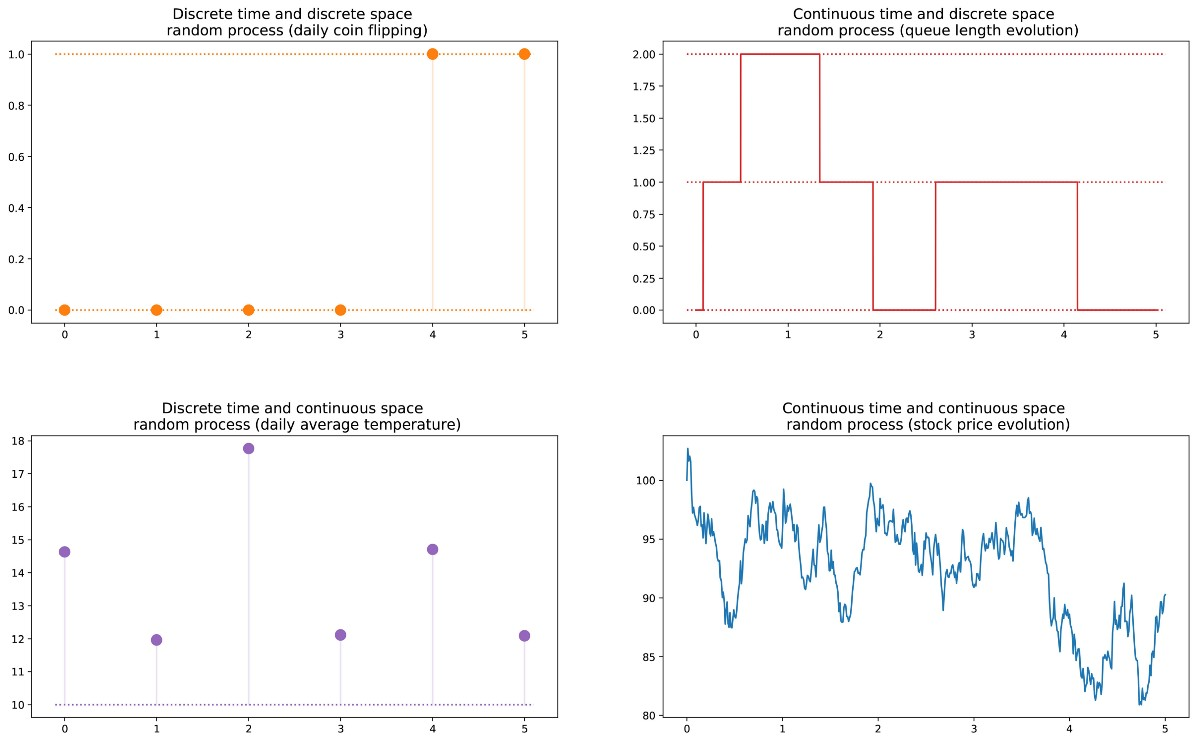 Discrete time and discrete space
random process (daily coin flipping)
1.0
0.8
0.6
0.4
0.2
0.0
0 1 2 3 4 5
Continuous time and discrete space
random process (queue length evolution)
2.00
1.75
1.50
1.25
1.00
0.75
0.50
0.25
0.00
0 1 2 3 4 5
Discrete time and continuous space
random process (daily average temperature)
18
17
16
15
14
13
12
11
10
0 1 2 3 4 5
Continuous time and continuous space
random process (stock price evolution)
100
95
90
85
80
0 1 2 3 4 5